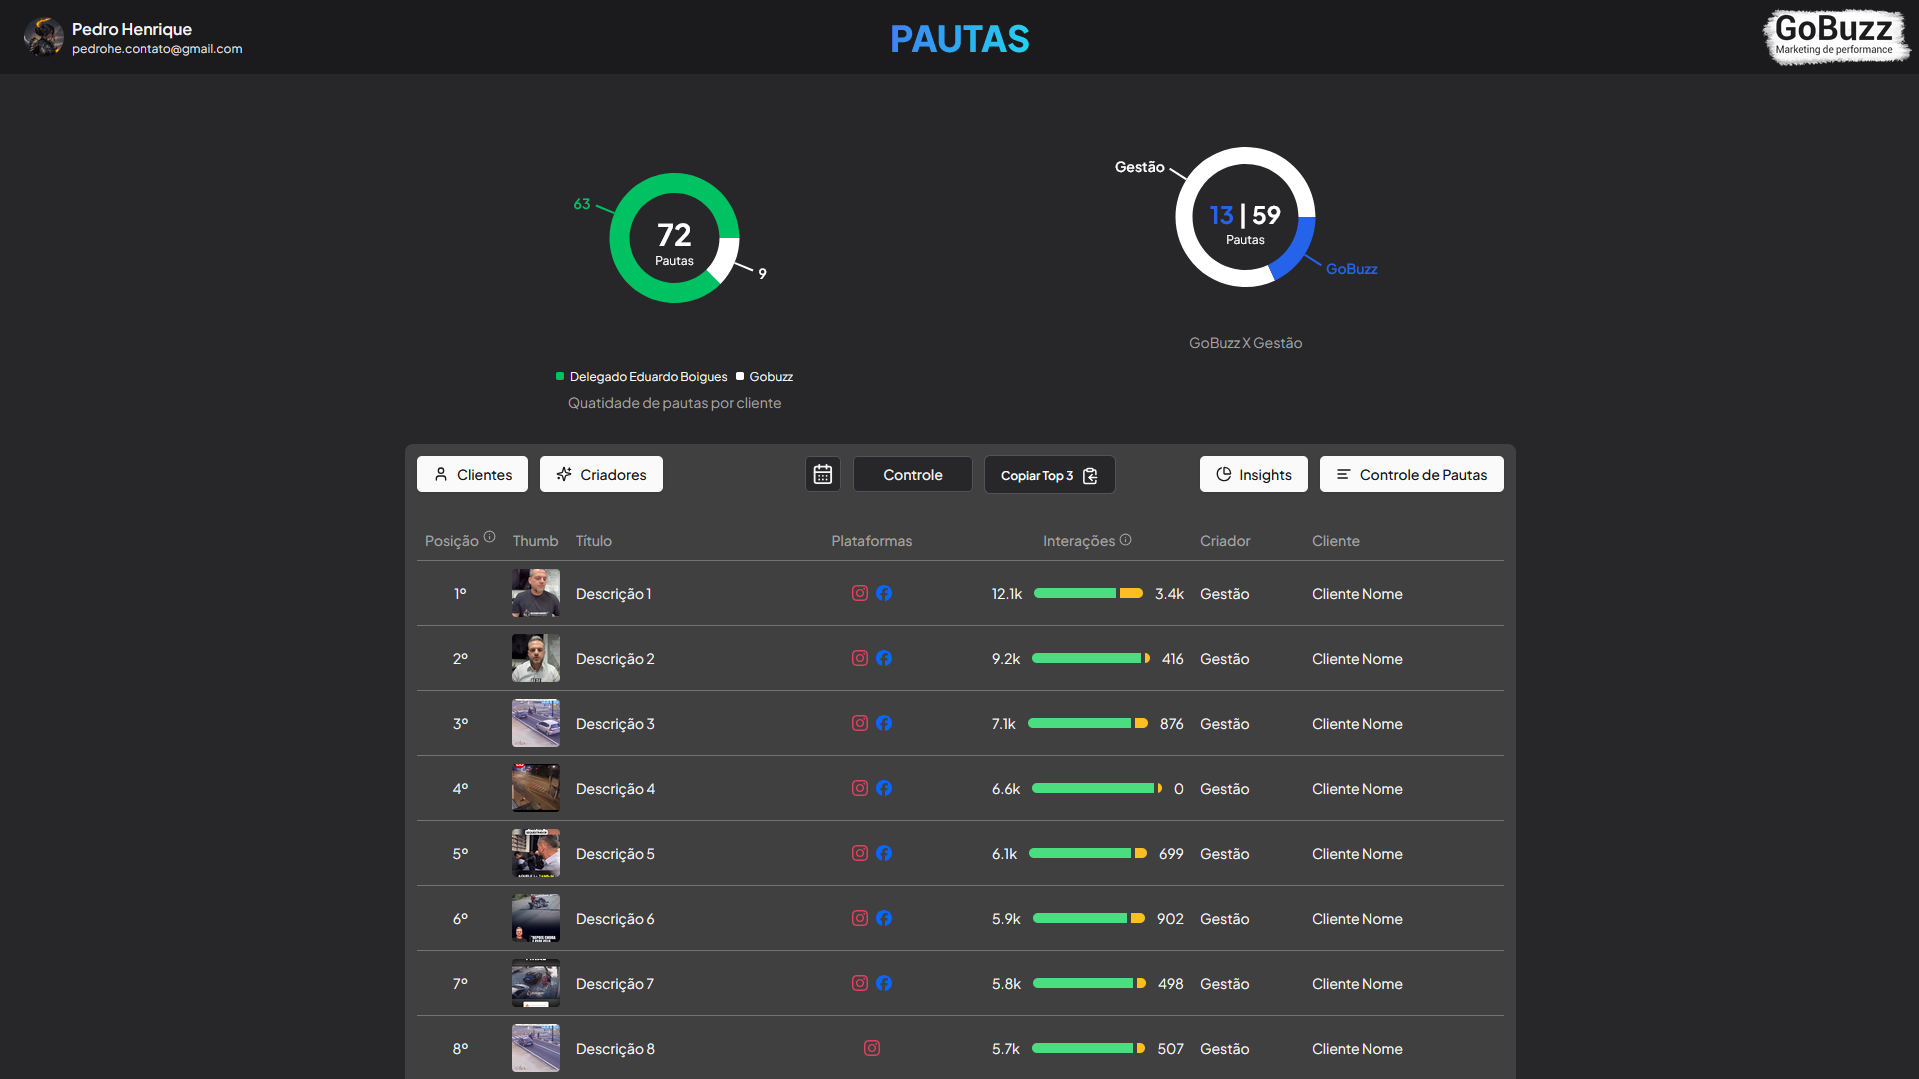 Pedro Henrique
pedrohe.contato@gmail.com
PAUTAS
GoBuzz
Marketing de performance
63
72
Pautas
9
Delegado Eduardo Boigues Gobuzz
Quatidade de pautas por cliente
Gestão
13 | 59
Pautas
GoBuzz
GoBuzz X Gestão
Clientes Criadores Controle Copiar Top 3 Insights Controle de Pautas
Posição Thumb Título Plataformas Interações Criador Cliente
1º Descrição 1 12.1k 3.4k Gestão Cliente Nome
2º Descrição 2 9.2k 416 Gestão Cliente Nome
3º Descrição 3 7.1k 876 Gestão Cliente Nome
4º Descrição 4 6.6k 0 Gestão Cliente Nome
5º Descrição 5 6.1k 699 Gestão Cliente Nome
6º Descrição 6 5.9k 902 Gestão Cliente Nome
7º Descrição 7 5.8k 498 Gestão Cliente Nome
8º Descrição 8 5.7k 507 Gestão Cliente Nome